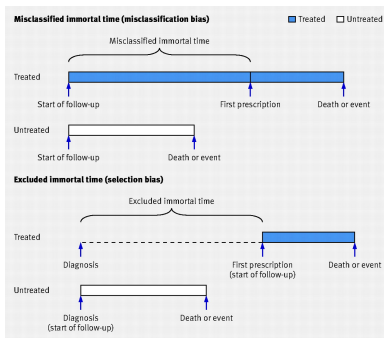 Misclassified immortal time (misclassification bias)
Treated
Untreated
Misclassified immortal time
Treated
Start of follow-up
First prescription
Death or event
Untreated
Start of follow-up
Death or event
Excluded immortal time (selection bias)
Excluded immortal time
Treated
Diagnosis
First prescription
(start of follow-up)
Death or event
Untreated
Diagnosis
(start of follow-up)
Death or event